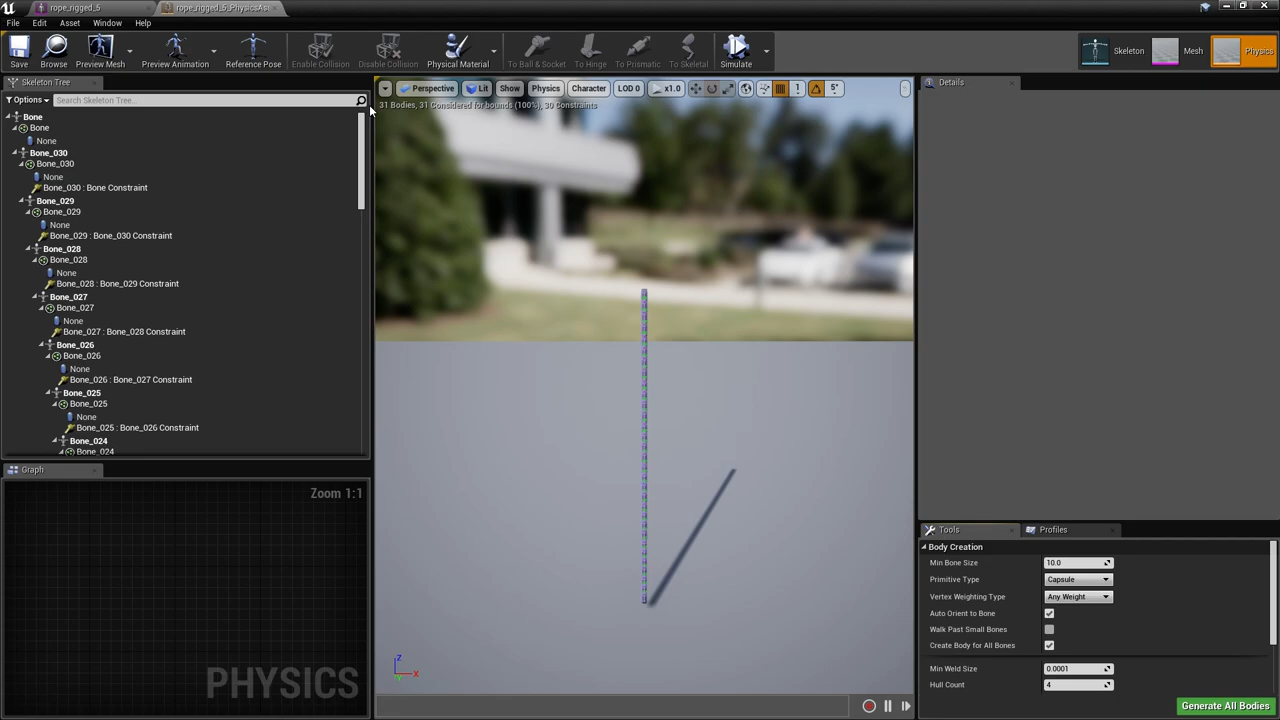 rope_rigged_5
rope_rigged_5_PhysicsAs
File Edit Asset Window Help
Save Browse Preview Mesh Preview Animation Reference Pose Enable Collision Disable Collision Physical Material To Ball & Socket To Hinge To Prismatic To Skeletal Simulate Skeleton Mesh Physics
Skeleton Tree
Options Search Skeleton Tree...
Bone
Bone
None
Bone_030
Bone_030
None
Bone_030 : Bone Constraint
Bone_029
Bone_029
None
Bone_029 : Bone_030 Constraint
Bone_028
Bone_028
None
Bone_028 : Bone_029 Constraint
Bone_027
Bone_027
None
Bone_027 : Bone_028 Constraint
Bone_026
Bone_026
None
Bone_026 : Bone_027 Constraint
Bone_025
Bone_025
None
Bone_025 : Bone_026 Constraint
Bone_024
Bone_024
Graph
Zoom 1:1
PHYSICS
Perspective Lit Show Physics Character LOD 0 x1.0 1 5°
31 Bodies, 31 Considered for bounds (100%), 30 Constraints
Z
X
Details
Tools Profiles
Body Creation
Min Bone Size 10.0
Primitive Type Capsule
Vertex Weighting Type Any Weight
Auto Orient to Bone
Walk Past Small Bones
Create Body for All Bones
Min Weld Size 0.0001
Hull Count 4
Generate All Bodies